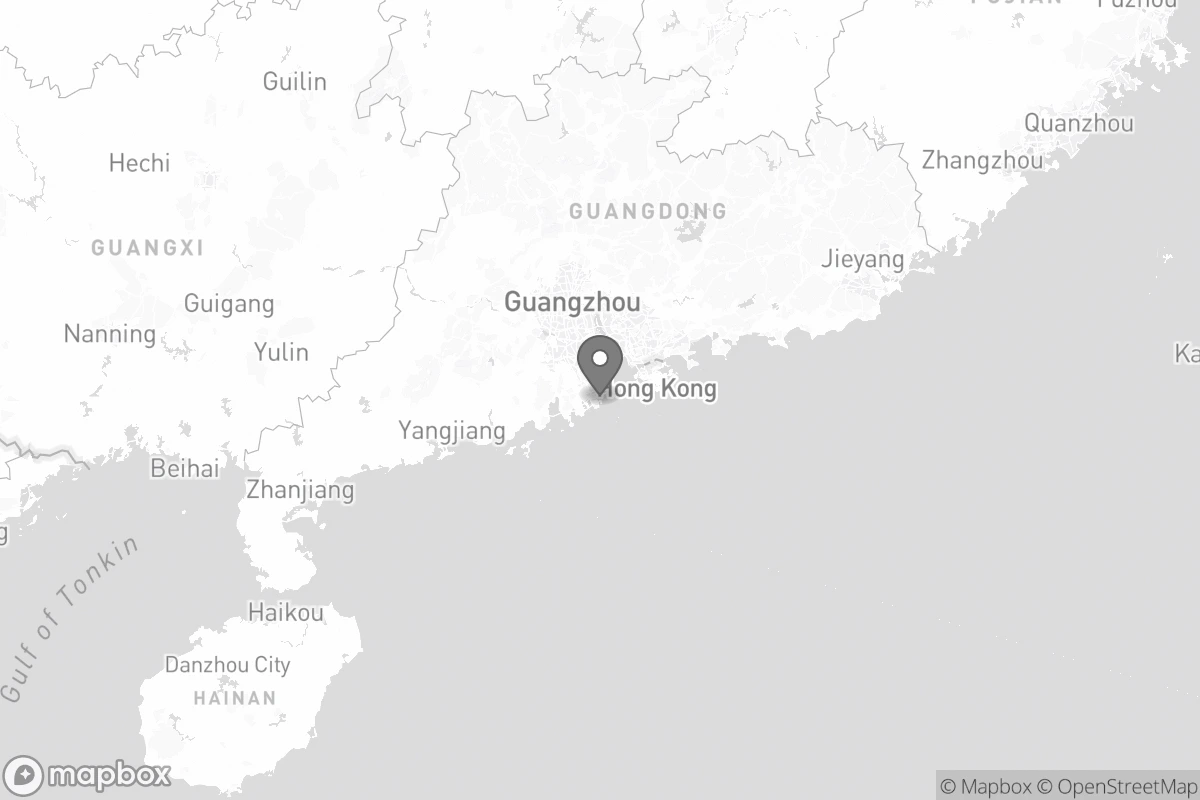 FUJIAN
Fuzhou
Guilin
Quanzhou
Hechi
Zhangzhou
GUANGDONG
GUANGXI
Jieyang
Guigang
Guangzhou
Nanning
Yulin
Ka
Hong Kong
Yangjiang
Beihai
Zhanjiang
g
Gulf of Tonkin
Haikou
Danzhou City
HAINAN
mapbox
© Mapbox © OpenStreetMap